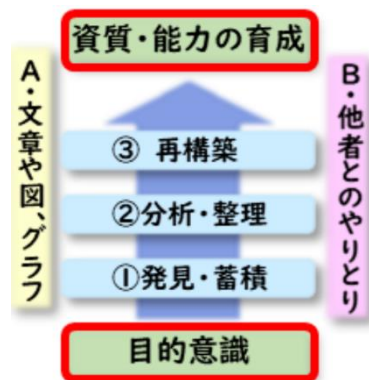 資質・能力の育成
A・文章や図、グラフ
B・他者とのやりとり
③ 再構築
②分析・整理
①発見・蓄積
目的意識